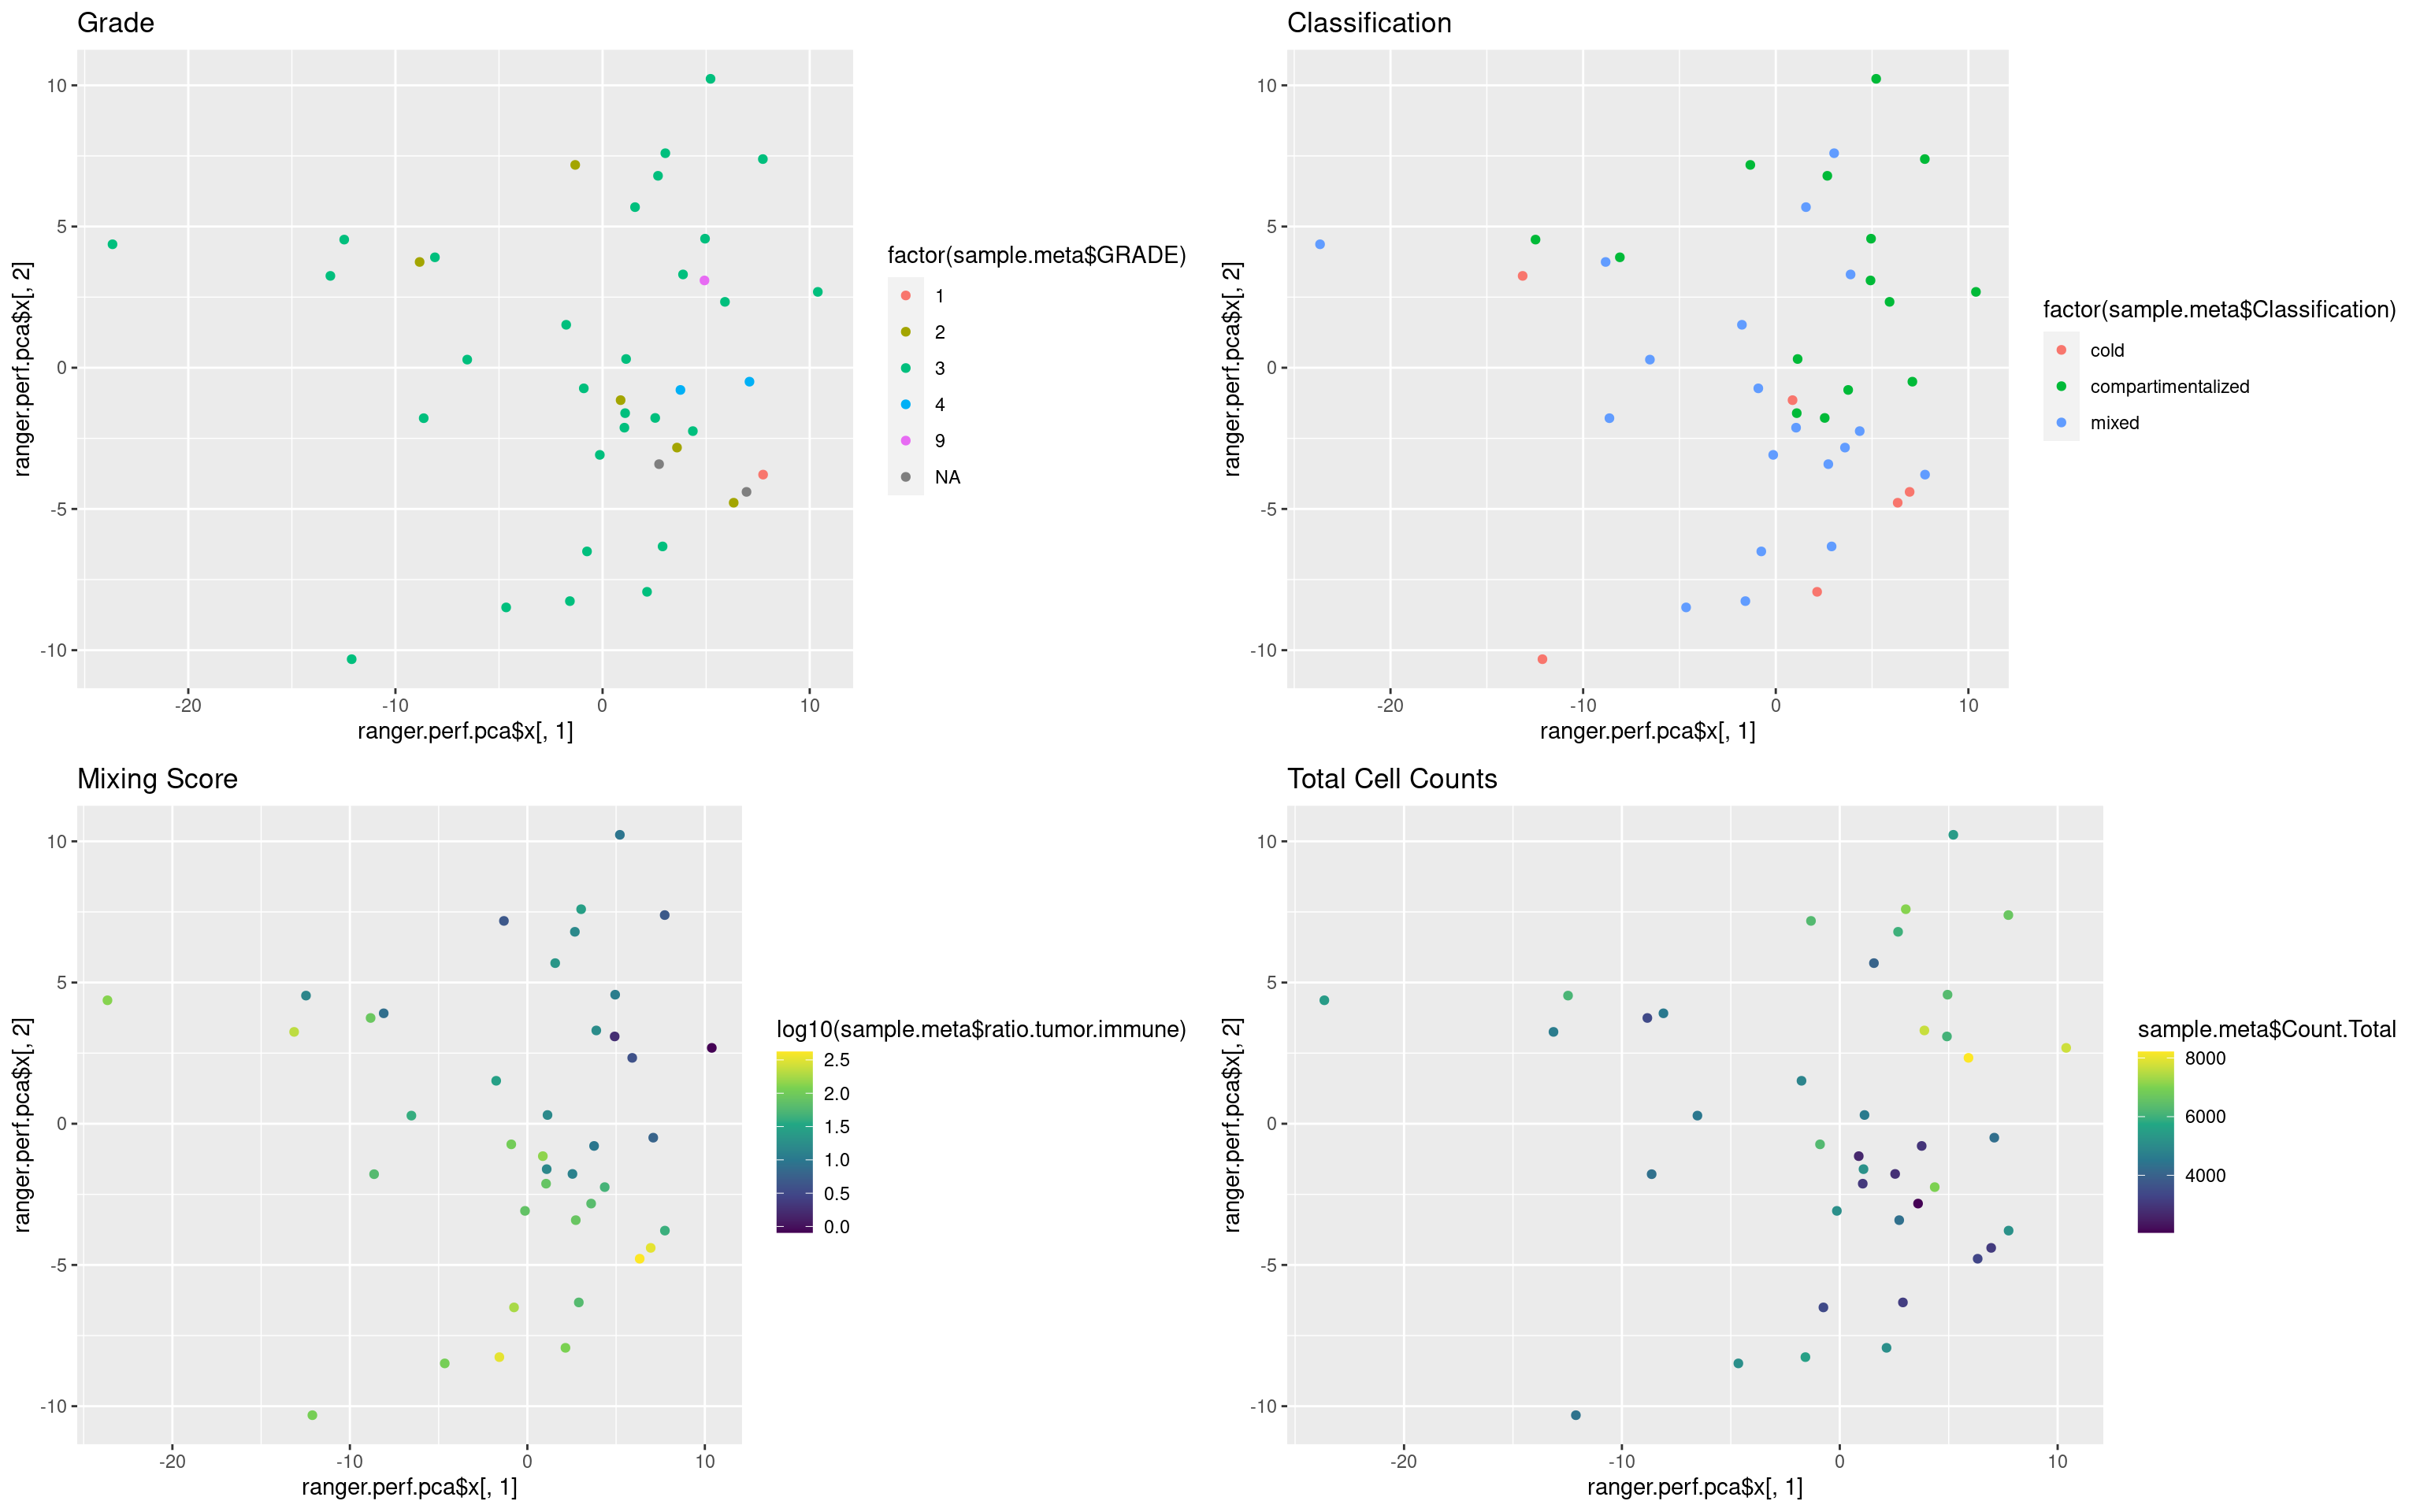 Grade
10
5
0
-5
-10
-20
-10
0
10
ranger.perf.pca$x[, 1]
ranger.perf.pca$x[, 2]
factor(sample.meta$GRADE)
1
2
3
4
9
NA
Classification
10
5
0
-5
-10
-20
-10
0
10
ranger.perf.pca$x[, 1]
ranger.perf.pca$x[, 2]
factor(sample.meta$Classification)
cold
compartimentalized
mixed
Mixing Score
10
5
0
-5
-10
-20
-10
0
10
ranger.perf.pca$x[, 1]
ranger.perf.pca$x[, 2]
log10(sample.meta$ratio.tumor.immune)
2.5
2.0
1.5
1.0
0.5
0.0
Total Cell Counts
10
5
0
-5
-10
-20
-10
0
10
ranger.perf.pca$x[, 1]
ranger.perf.pca$x[, 2]
sample.meta$Count.Total
8000
6000
4000